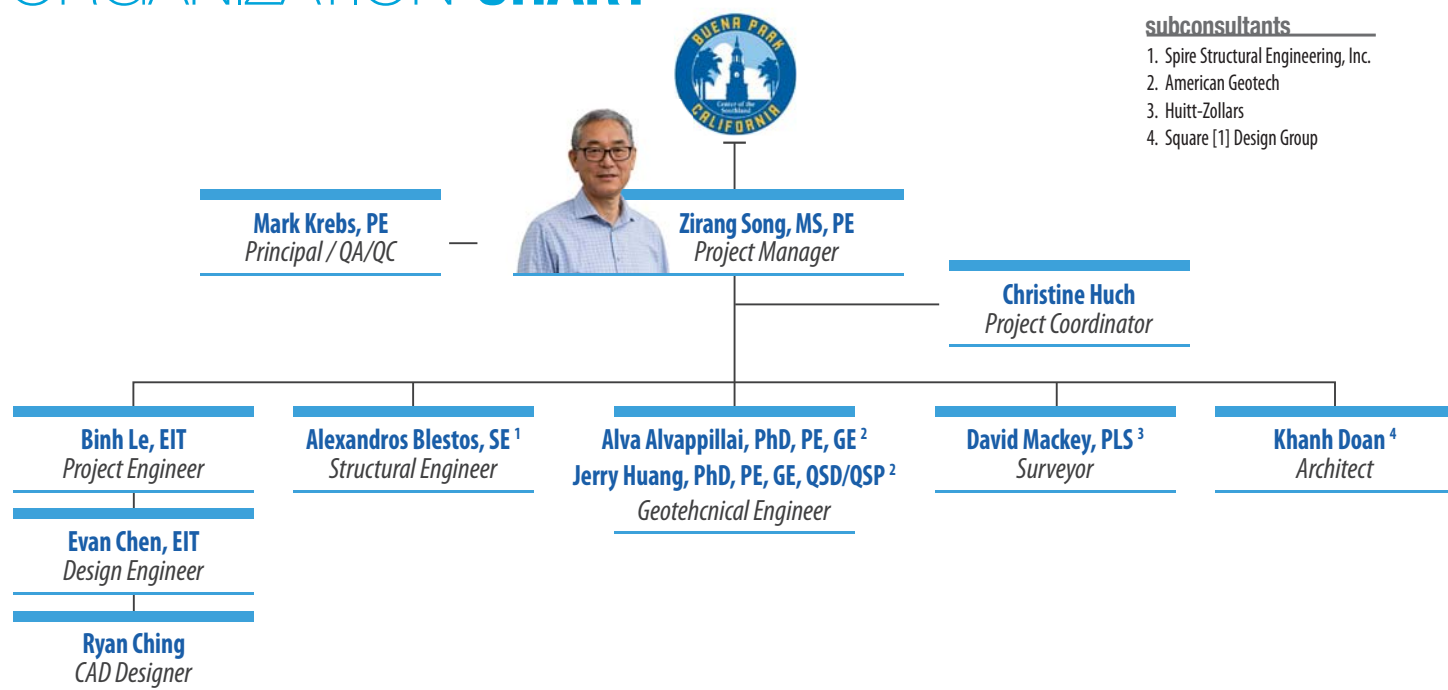 ORGANIZATION CHART
BUENA PARK
Center of the
Southland
CALIFORNIA
subconsultants
1. Spire Structural Engineering, Inc.
2. American Geotech
3. Huitt-Zollars
4. Square [1] Design Group
Mark Krebs, PE
Principal / QA/QC
Zirang Song, MS, PE
Project Manager
Christine Huch
Project Coordinator
Binh Le, EIT
Project Engineer
Evan Chen, EIT
Design Engineer
Ryan Ching
CAD Designer
Alexandros Blestos, SE 1
Structural Engineer
Alva Alvappillai, PhD, PE, GE 2
Jerry Huang, PhD, PE, GE, QSD/QSP 2
Geotehcnical Engineer
David Mackey, PLS 3
Surveyor
Khanh Doan 4
Architect